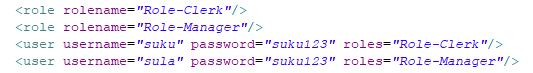 <role rolename="Role-Clerk"/>
<role rolename="Role-Manager"/>
<user username="suku" password="suku123" roles="Role-Clerk"/>
<user username="sula" password="suku123" roles="Role-Manager"/>